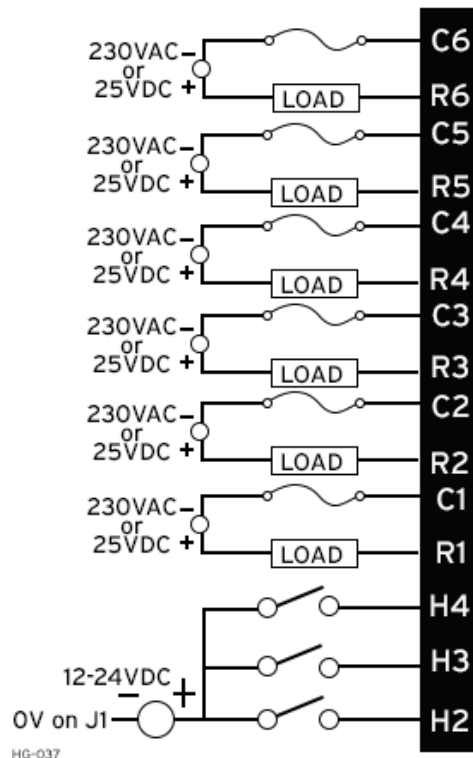 C6
230VAC –
or
25VDC +
LOAD
R6
C5
230VAC –
or
25VDC +
LOAD
R5
C4
230VAC –
or
25VDC +
LOAD
R4
C3
230VAC –
or
25VDC +
LOAD
R3
C2
230VAC –
or
25VDC +
LOAD
R2
C1
230VAC –
or
25VDC +
LOAD
R1
H4
H3
12-24VDC
– +
0V on J1
H2
HG-037